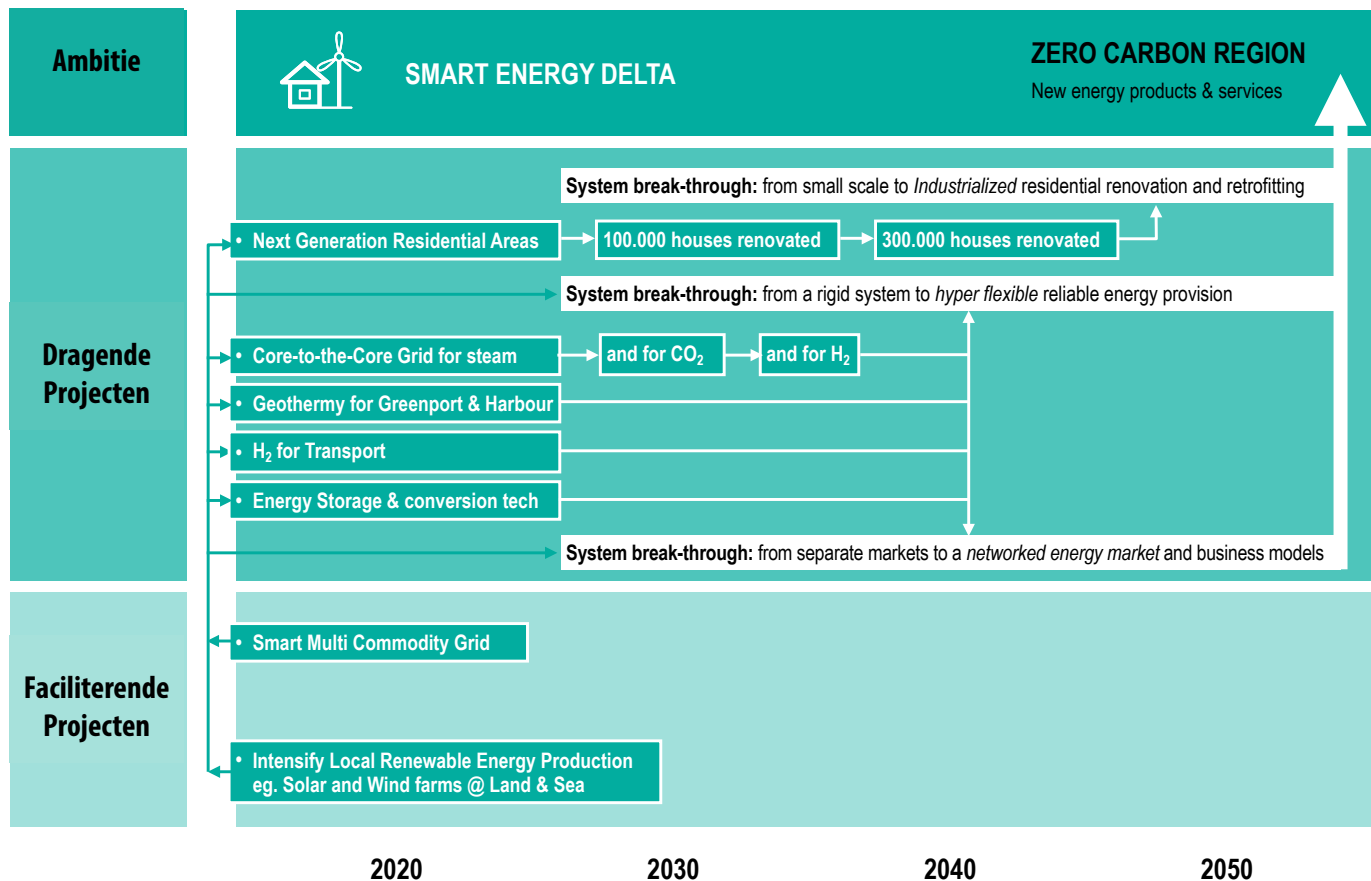 Ambitie
SMART ENERGY DELTA
ZERO CARBON REGION
New energy products & services
Dragende
Projecten
System break-through: from small scale to Industrialized residential renovation and retrofitting
• Next Generation Residential Areas
100.000 houses renovated
300.000 houses renovated
System break-through: from a rigid system to hyper flexible reliable energy provision
• Core-to-the-Core Grid for steam
and for CO₂
and for H₂
• Geothermy for Greenport & Harbour
• H₂ for Transport
• Energy Storage & conversion tech
System break-through: from separate markets to a networked energy market and business models
Faciliterende
Projecten
• Smart Multi Commodity Grid
• Intensify Local Renewable Energy Production
eg. Solar and Wind farms @ Land & Sea
2020
2030
2040
2050